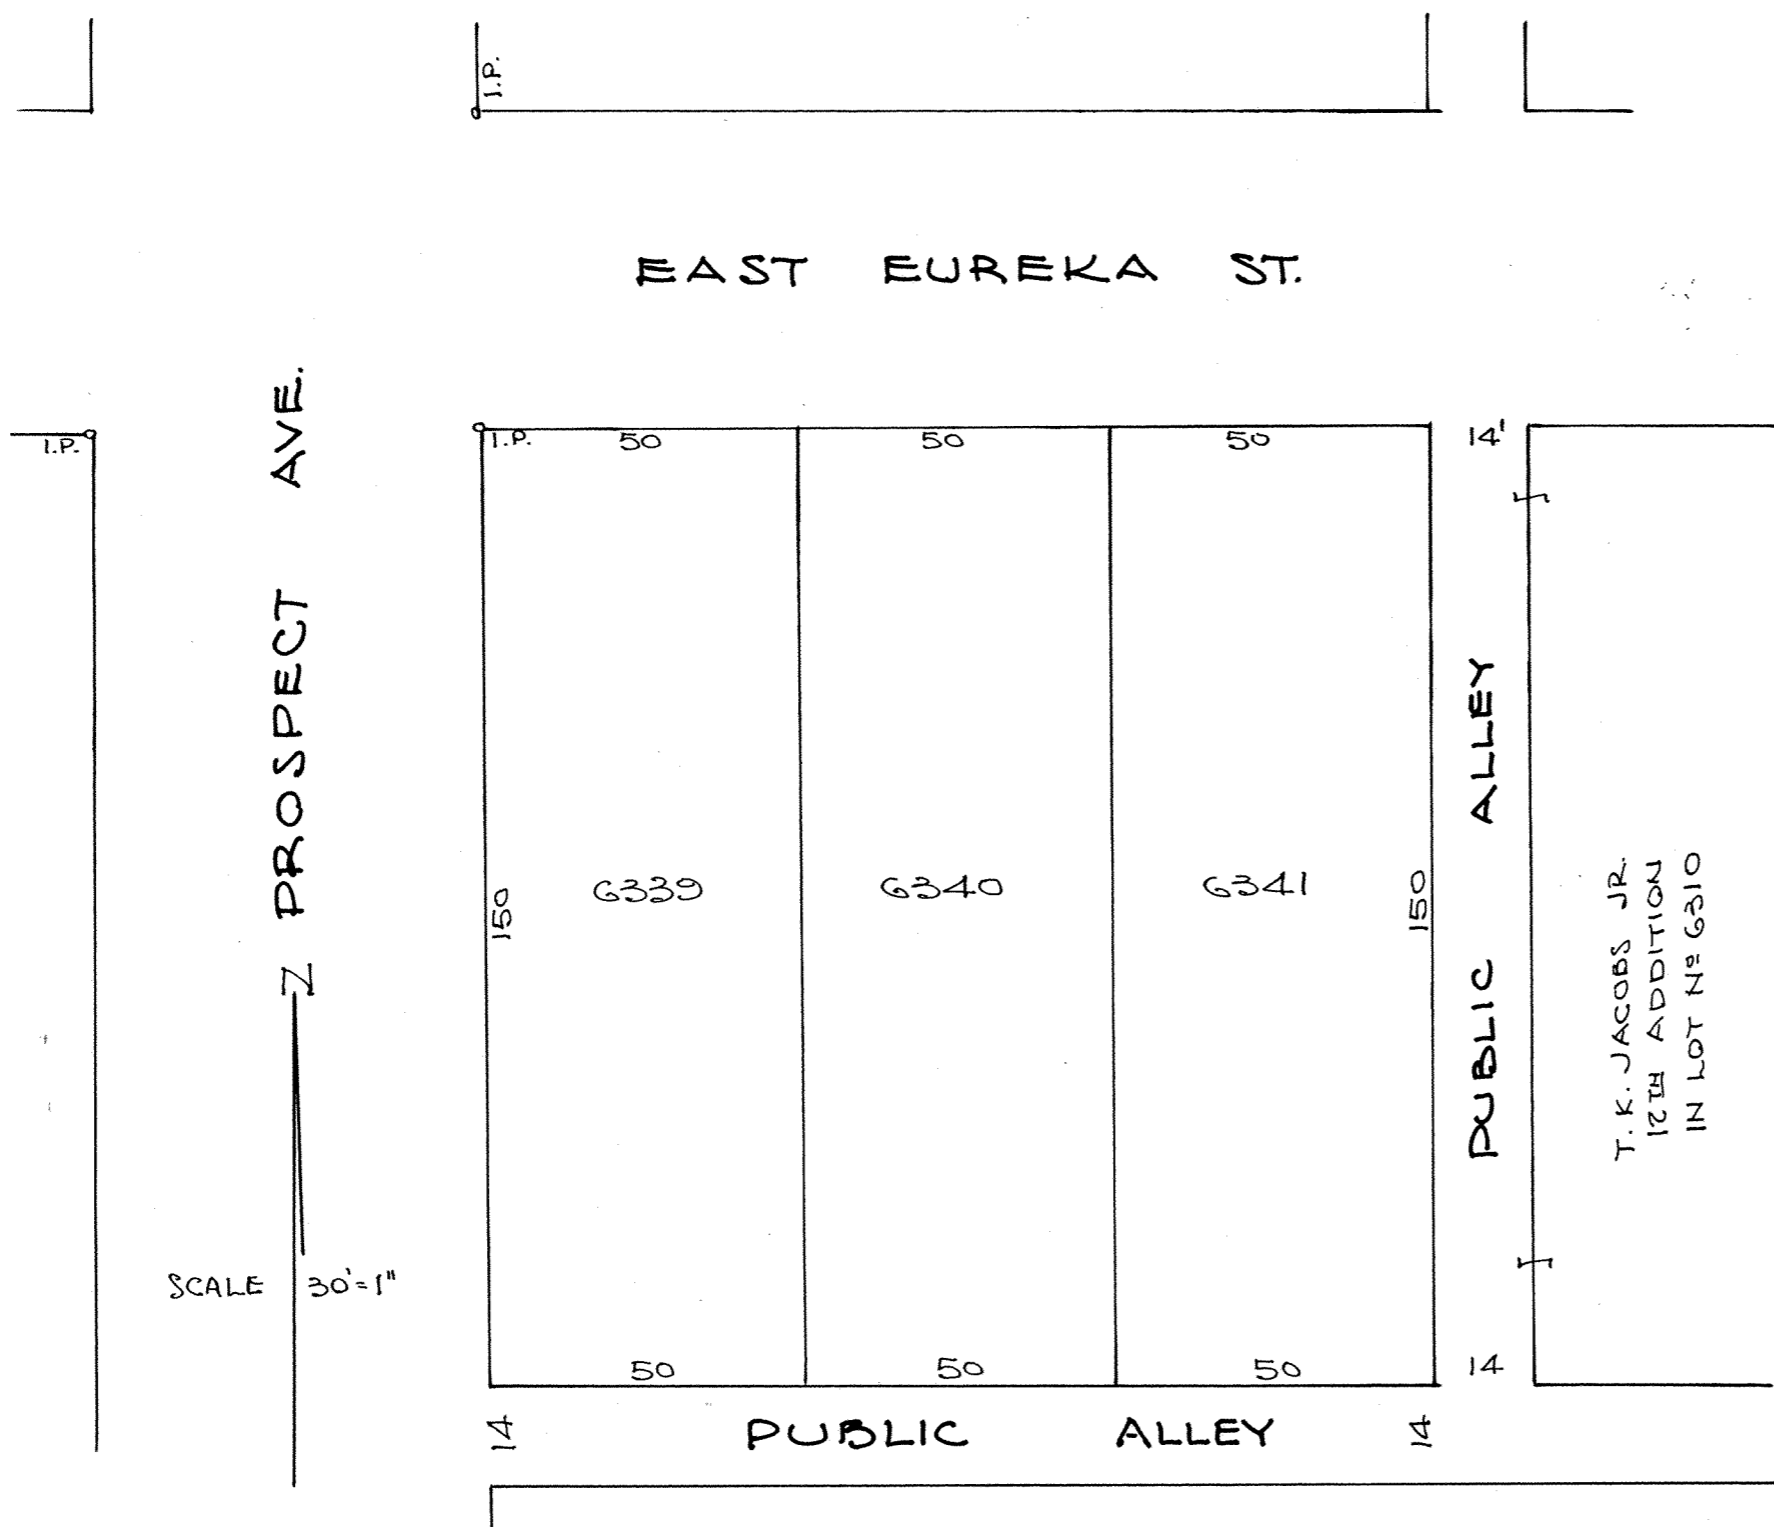 I.P.
EAST EUREKA ST.
PROSPECT AVE.
I.P.
I.P.
50
50
50
14'
150
6339
6340
6341
150
PUBLIC ALLEY
T. K. JACOBS JR.
12TH ADDITION
IN LOT Nº 6310
N
SCALE 30'=1"
50
50
50
14
14
PUBLIC ALLEY
14